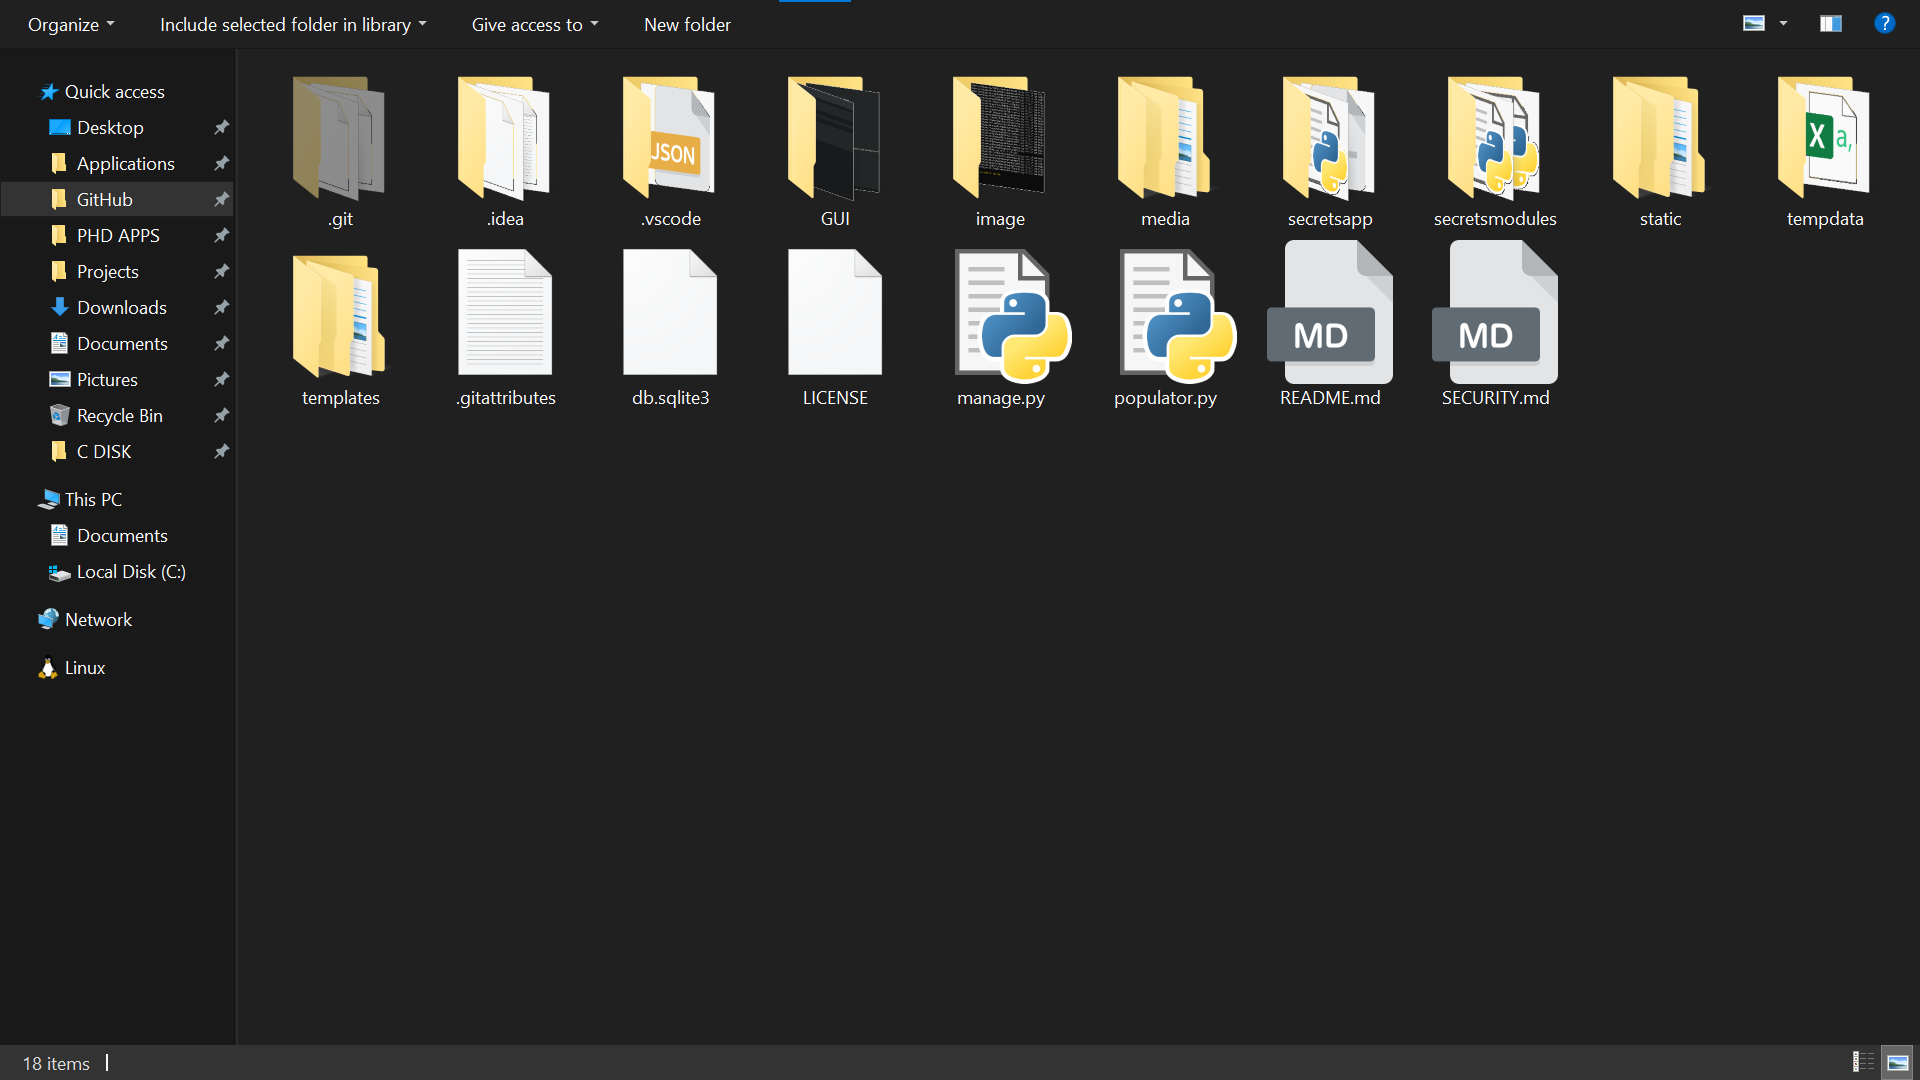 Organize
Include selected folder in library
Give access to
New folder
?
Quick access
Desktop
Applications
GitHub
PHD APPS
Projects
Downloads
Documents
Pictures
Recycle Bin
C DISK
This PC
Documents
Local Disk (C:)
Network
Linux
JSON
X a,
.git
.idea
.vscode
GUI
image
media
secretsapp
secretsmodules
static
tempdata
MD
MD
templates
.gitattributes
db.sqlite3
LICENSE
manage.py
populator.py
README.md
SECURITY.md
18 items